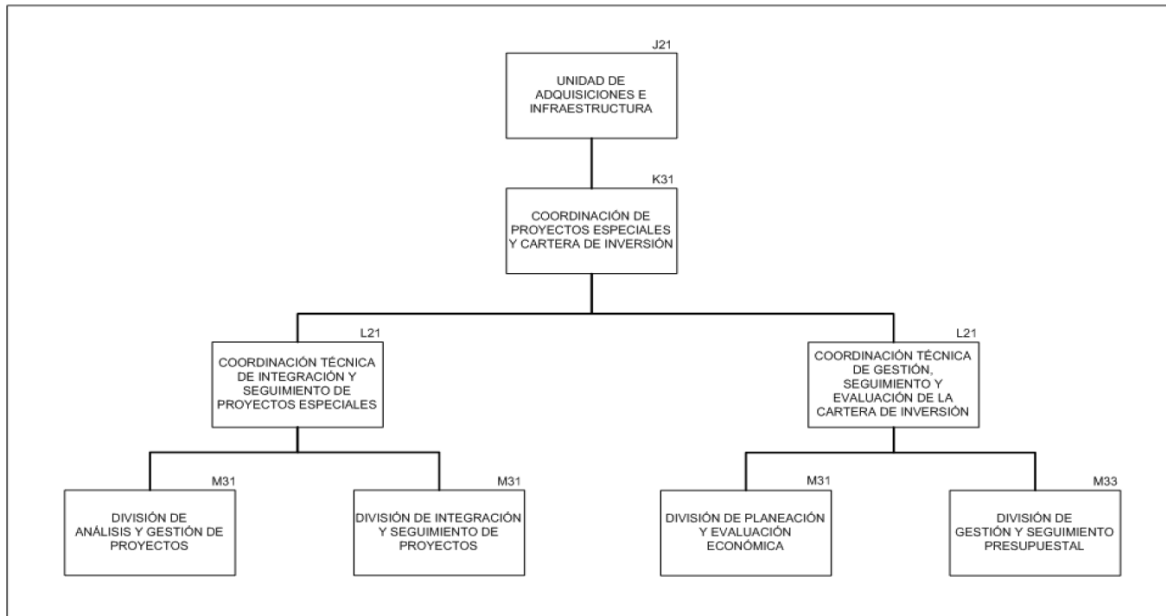 J21
UNIDAD DE
ADQUISICIONES E
INFRAESTRUCTURA
K31
COORDINACIÓN DE
PROYECTOS ESPECIALES
Y CARTERA DE INVERSIÓN
L21
COORDINACIÓN TÉCNICA
DE INTEGRACIÓN Y
SEGUIMIENTO DE
PROYECTOS ESPECIALES
L21
COORDINACIÓN TÉCNICA
DE GESTIÓN,
SEGUIMIENTO Y
EVALUACIÓN DE LA
CARTERA DE INVERSIÓN
M31
DIVISIÓN DE
ANÁLISIS Y GESTIÓN DE
PROYECTOS
M31
DIVISIÓN DE INTEGRACIÓN
Y SEGUIMIENTO DE
PROYECTOS
M31
DIVISIÓN DE PLANEACIÓN
Y EVALUACIÓN
ECONÓMICA
M33
DIVISIÓN DE
GESTIÓN Y SEGUIMIENTO
PRESUPUESTAL